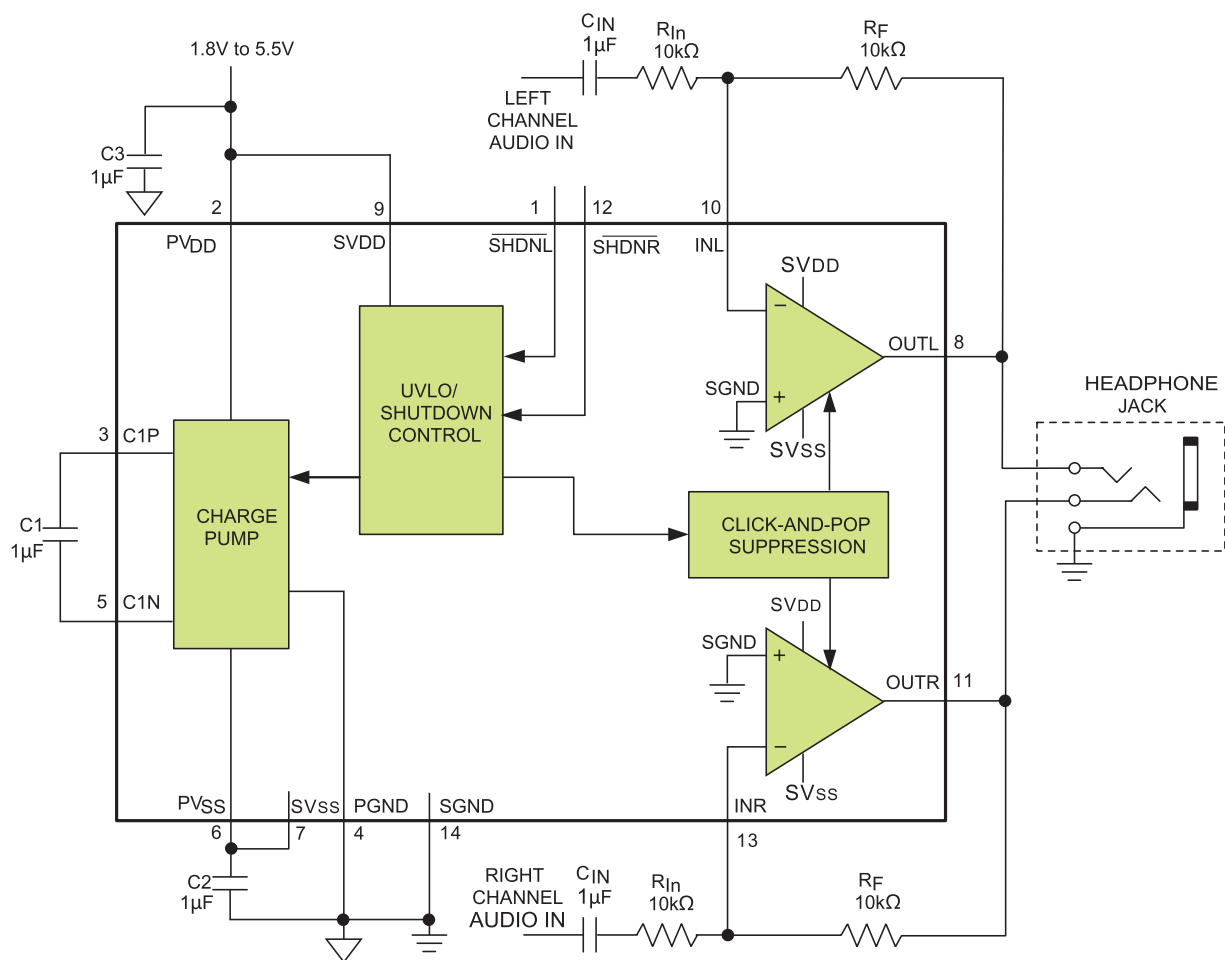 1.8V to 5.5V
C3
1µF
CIN
1µF
RIn
10kΩ
RF
10kΩ
LEFT
CHANNEL
AUDIO IN
2
9
1
12
10
PVDD
SVDD
SHDNL
SHDNR
INL
SVDD
−
OUTL
8
SGND
+
SVSS
UVLO/
SHUTDOWN
CONTROL
HEADPHONE
JACK
3
C1P
C1
1µF
CHARGE
PUMP
5
C1N
CLICK-AND-POP
SUPPRESSION
SVDD
SGND
+
OUTR
11
−
SVSS
INR
13
PVSS
6
SVSS
7
PGND
4
SGND
14
C2
1µF
RIGHT
CHANNEL
AUDIO IN
CIN
1µF
RIn
10kΩ
RF
10kΩ